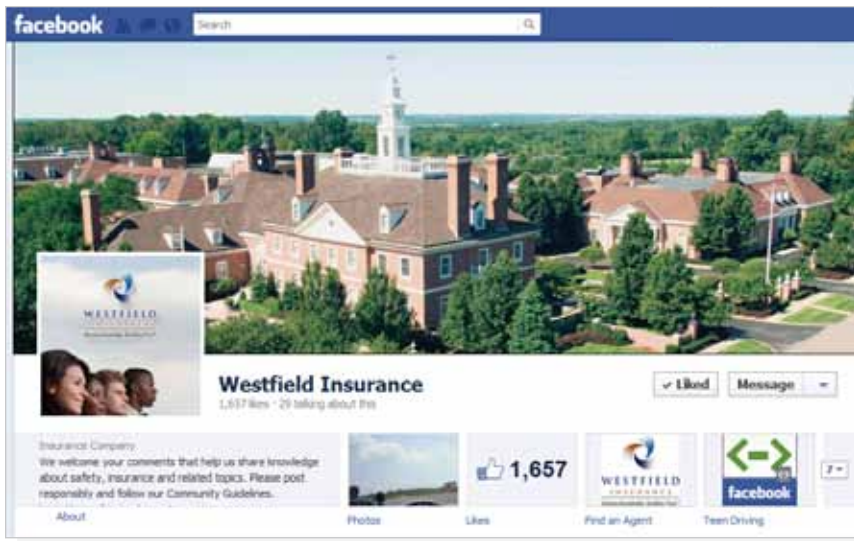 facebook
Search
WESTFIELD
Westfield Insurance
1,637 likes · 29 talking about this
Liked
Message
Insurance Company
We welcome your comments that help us share knowledge
about safety, insurance and related topics. Please post
responsibly and follow our Community Guidelines.
About
Photos
1,657
Likes
WESTFIELD
INSURANCE
Find an Agent
facebook
Teen Driving
7